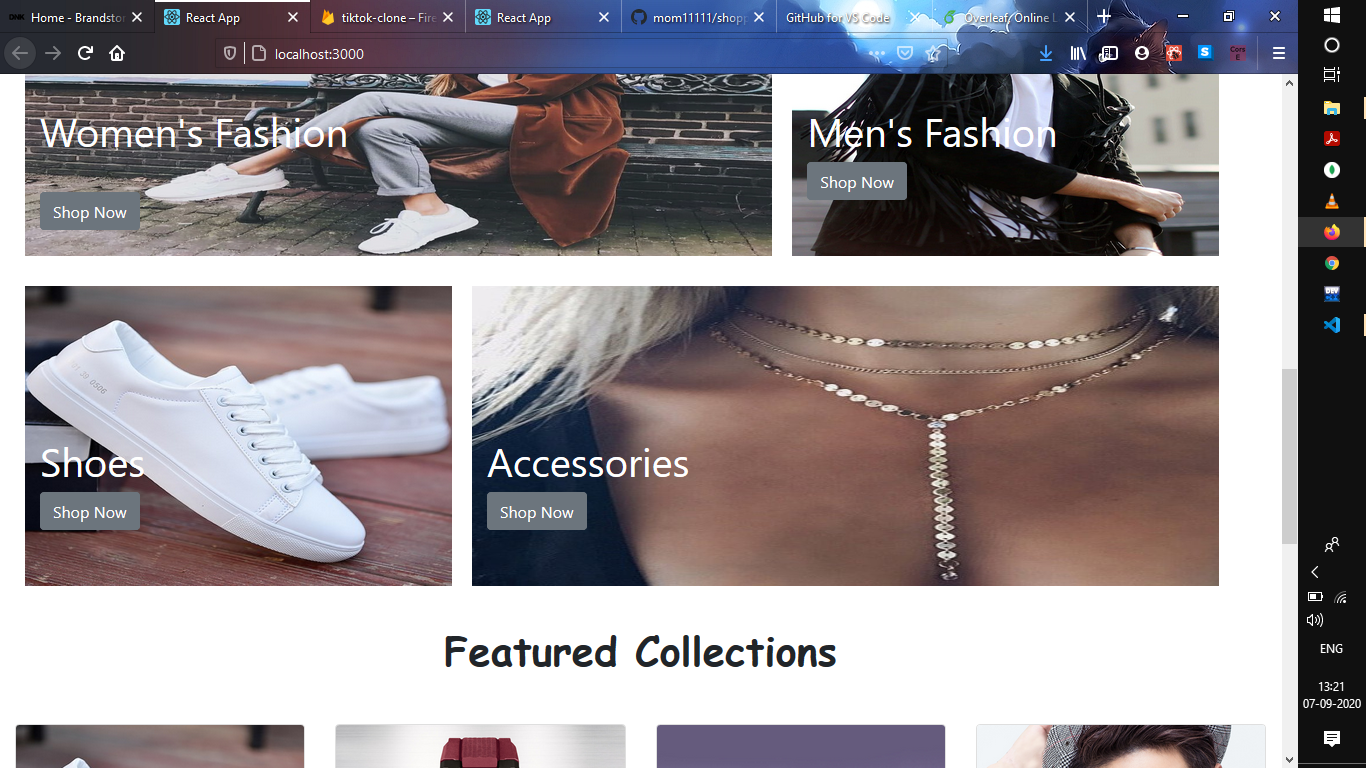 Home - Brandstor
React App
tiktok-clone – Fire
React App
mom11111/shopp
GitHub for VS Code
Overleaf, Online L
localhost:3000
Women's Fashion
Shop Now
Men's Fashion
Shop Now
Shoes
Shop Now
Accessories
Shop Now
Featured Collections
ENG
13:21
07-09-2020